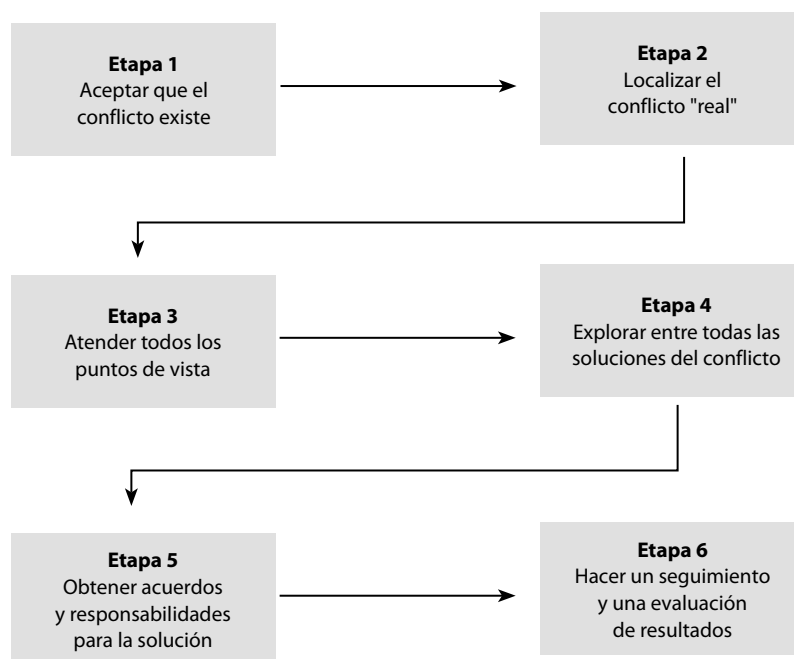 Etapa 1
Aceptar que el
conflicto existe
Etapa 2
Localizar el
conflicto "real"
Etapa 3
Atender todos los
puntos de vista
Etapa 4
Explorar entre todas las
soluciones del conflicto
Etapa 5
Obtener acuerdos
y responsabilidades
para la solución
Etapa 6
Hacer un seguimiento
y una evaluación
de resultados